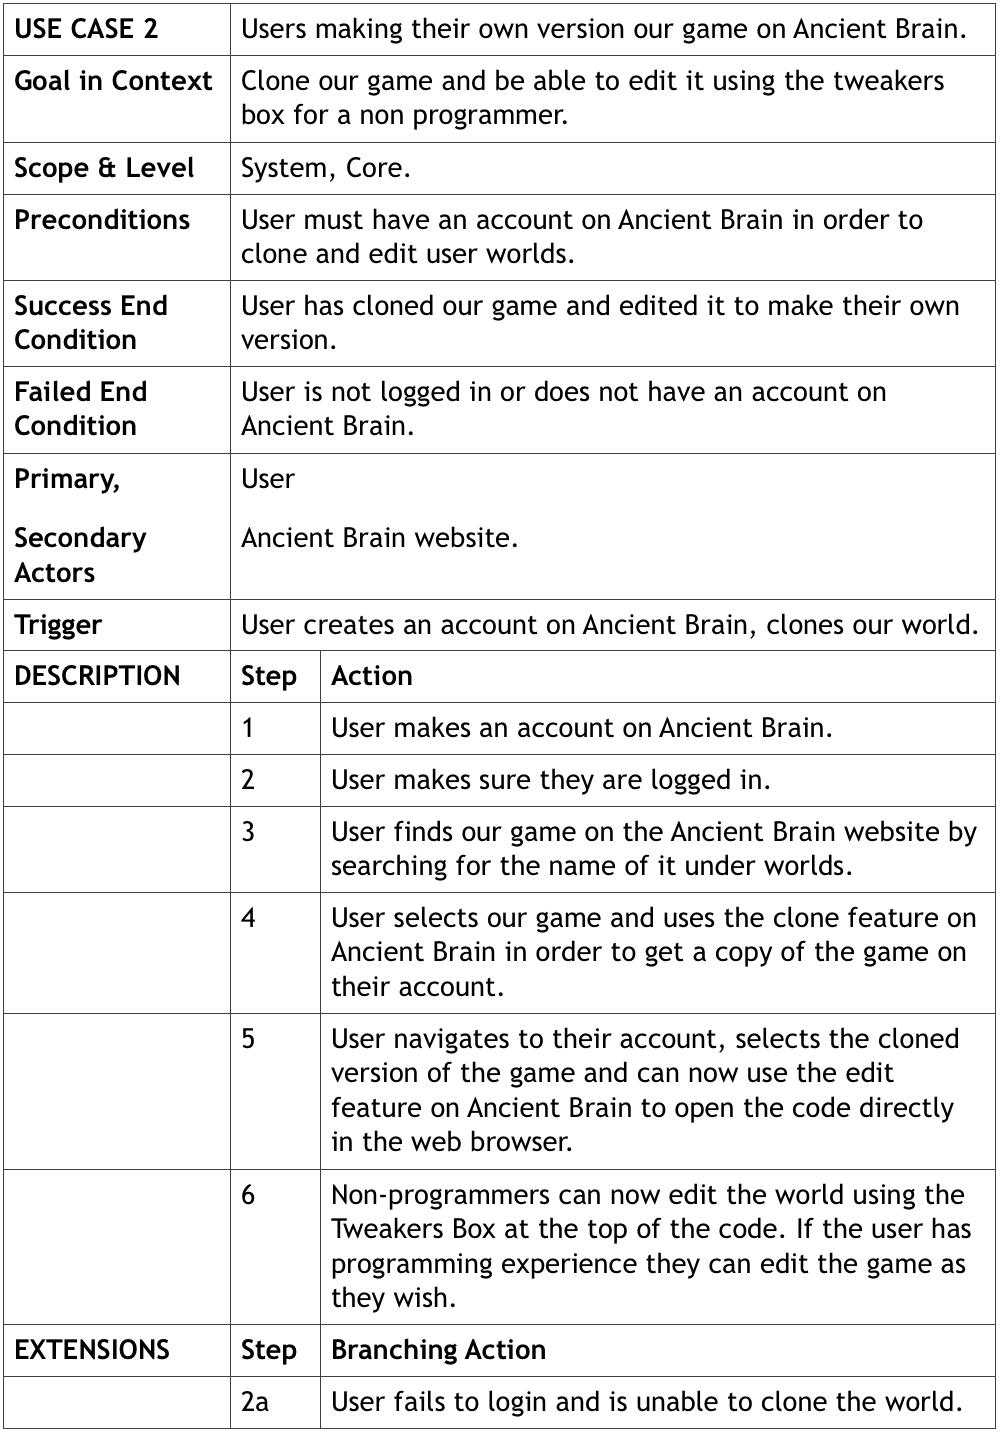 USE CASE 2 Users making their own version our game on Ancient Brain.
Goal in Context Clone our game and be able to edit it using the tweakers
box for a non programmer.
Scope & Level System, Core.
Preconditions User must have an account on Ancient Brain in order to
clone and edit user worlds.
Success End User has cloned our game and edited it to make their own
Condition version.
Failed End User is not logged in or does not have an account on
Condition Ancient Brain.
Primary, User
Secondary Ancient Brain website.
Actors
Trigger User creates an account on Ancient Brain, clones our world.
DESCRIPTION Step Action
1 User makes an account on Ancient Brain.
2 User makes sure they are logged in.
3 User finds our game on the Ancient Brain website by
searching for the name of it under worlds.
4 User selects our game and uses the clone feature on
Ancient Brain in order to get a copy of the game on
their account.
5 User navigates to their account, selects the cloned
version of the game and can now use the edit
feature on Ancient Brain to open the code directly
in the web browser.
6 Non-programmers can now edit the world using the
Tweakers Box at the top of the code. If the user has
programming experience they can edit the game as
they wish.
EXTENSIONS Step Branching Action
2a User fails to login and is unable to clone the world.